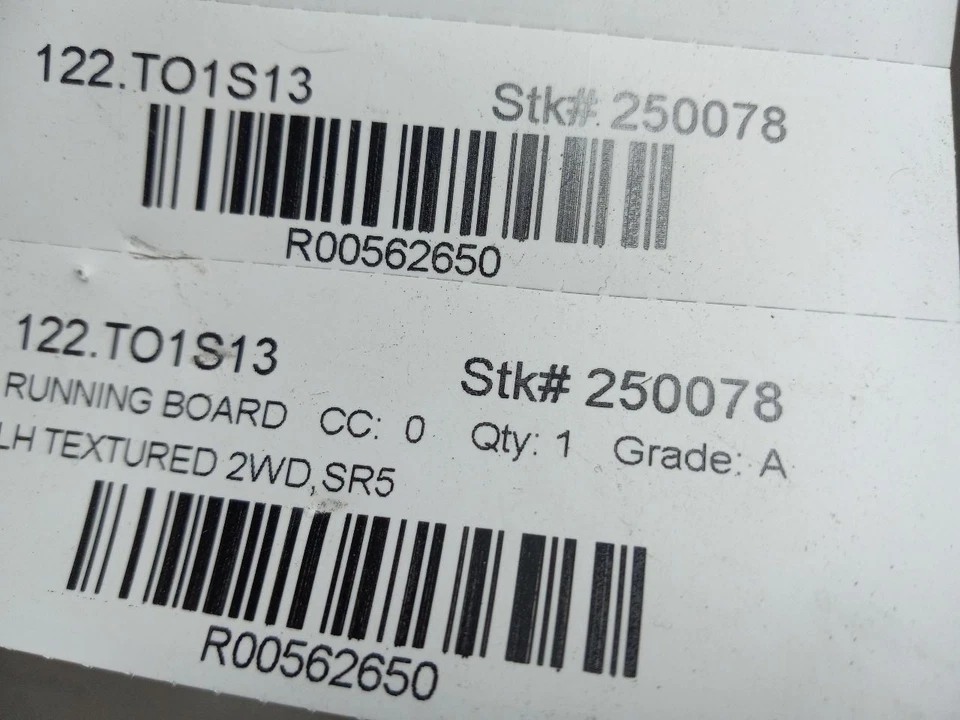 122.TO1S13 Stk# 250078
R00562650
122.TO1S13 Stk# 250078
RUNNING BOARD CC: 0 Qty: 1 Grade: A
LH TEXTURED 2WD,SR5
R00562650